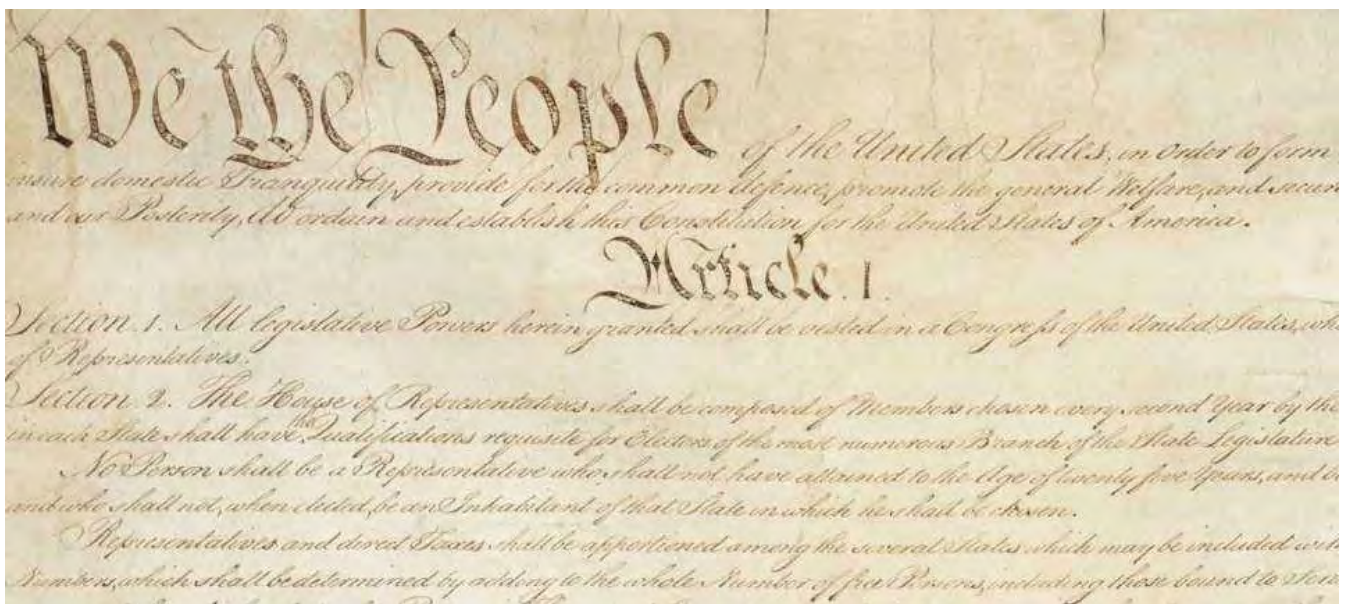 We the People of the United States, in Order to form
insure domestic Tranquility, provide for the common defence, promote the general Welfare, and secur
and our Posterity, do ordain and establish this Constitution for the United States of America.
Article. I.
Section. 1. All legislative Powers herein granted shall be vested in a Congress of the United States, whi
of Representatives.
Section. 2. The House of Representatives shall be composed of Members chosen every second Year by the
in each State shall have the Qualifications requisite for Electors of the most numerous Branch of the State Legislature
No Person shall be a Representative who shall not have attained to the Age of twenty five Years, and be
and who shall not, when elected, be an Inhabitant of that State in which he shall be chosen.
Representatives and direct Taxes shall be apportioned among the several States which may be included with
Numbers, which shall be determined by adding to the whole Number of free Persons, including those bound to Serv